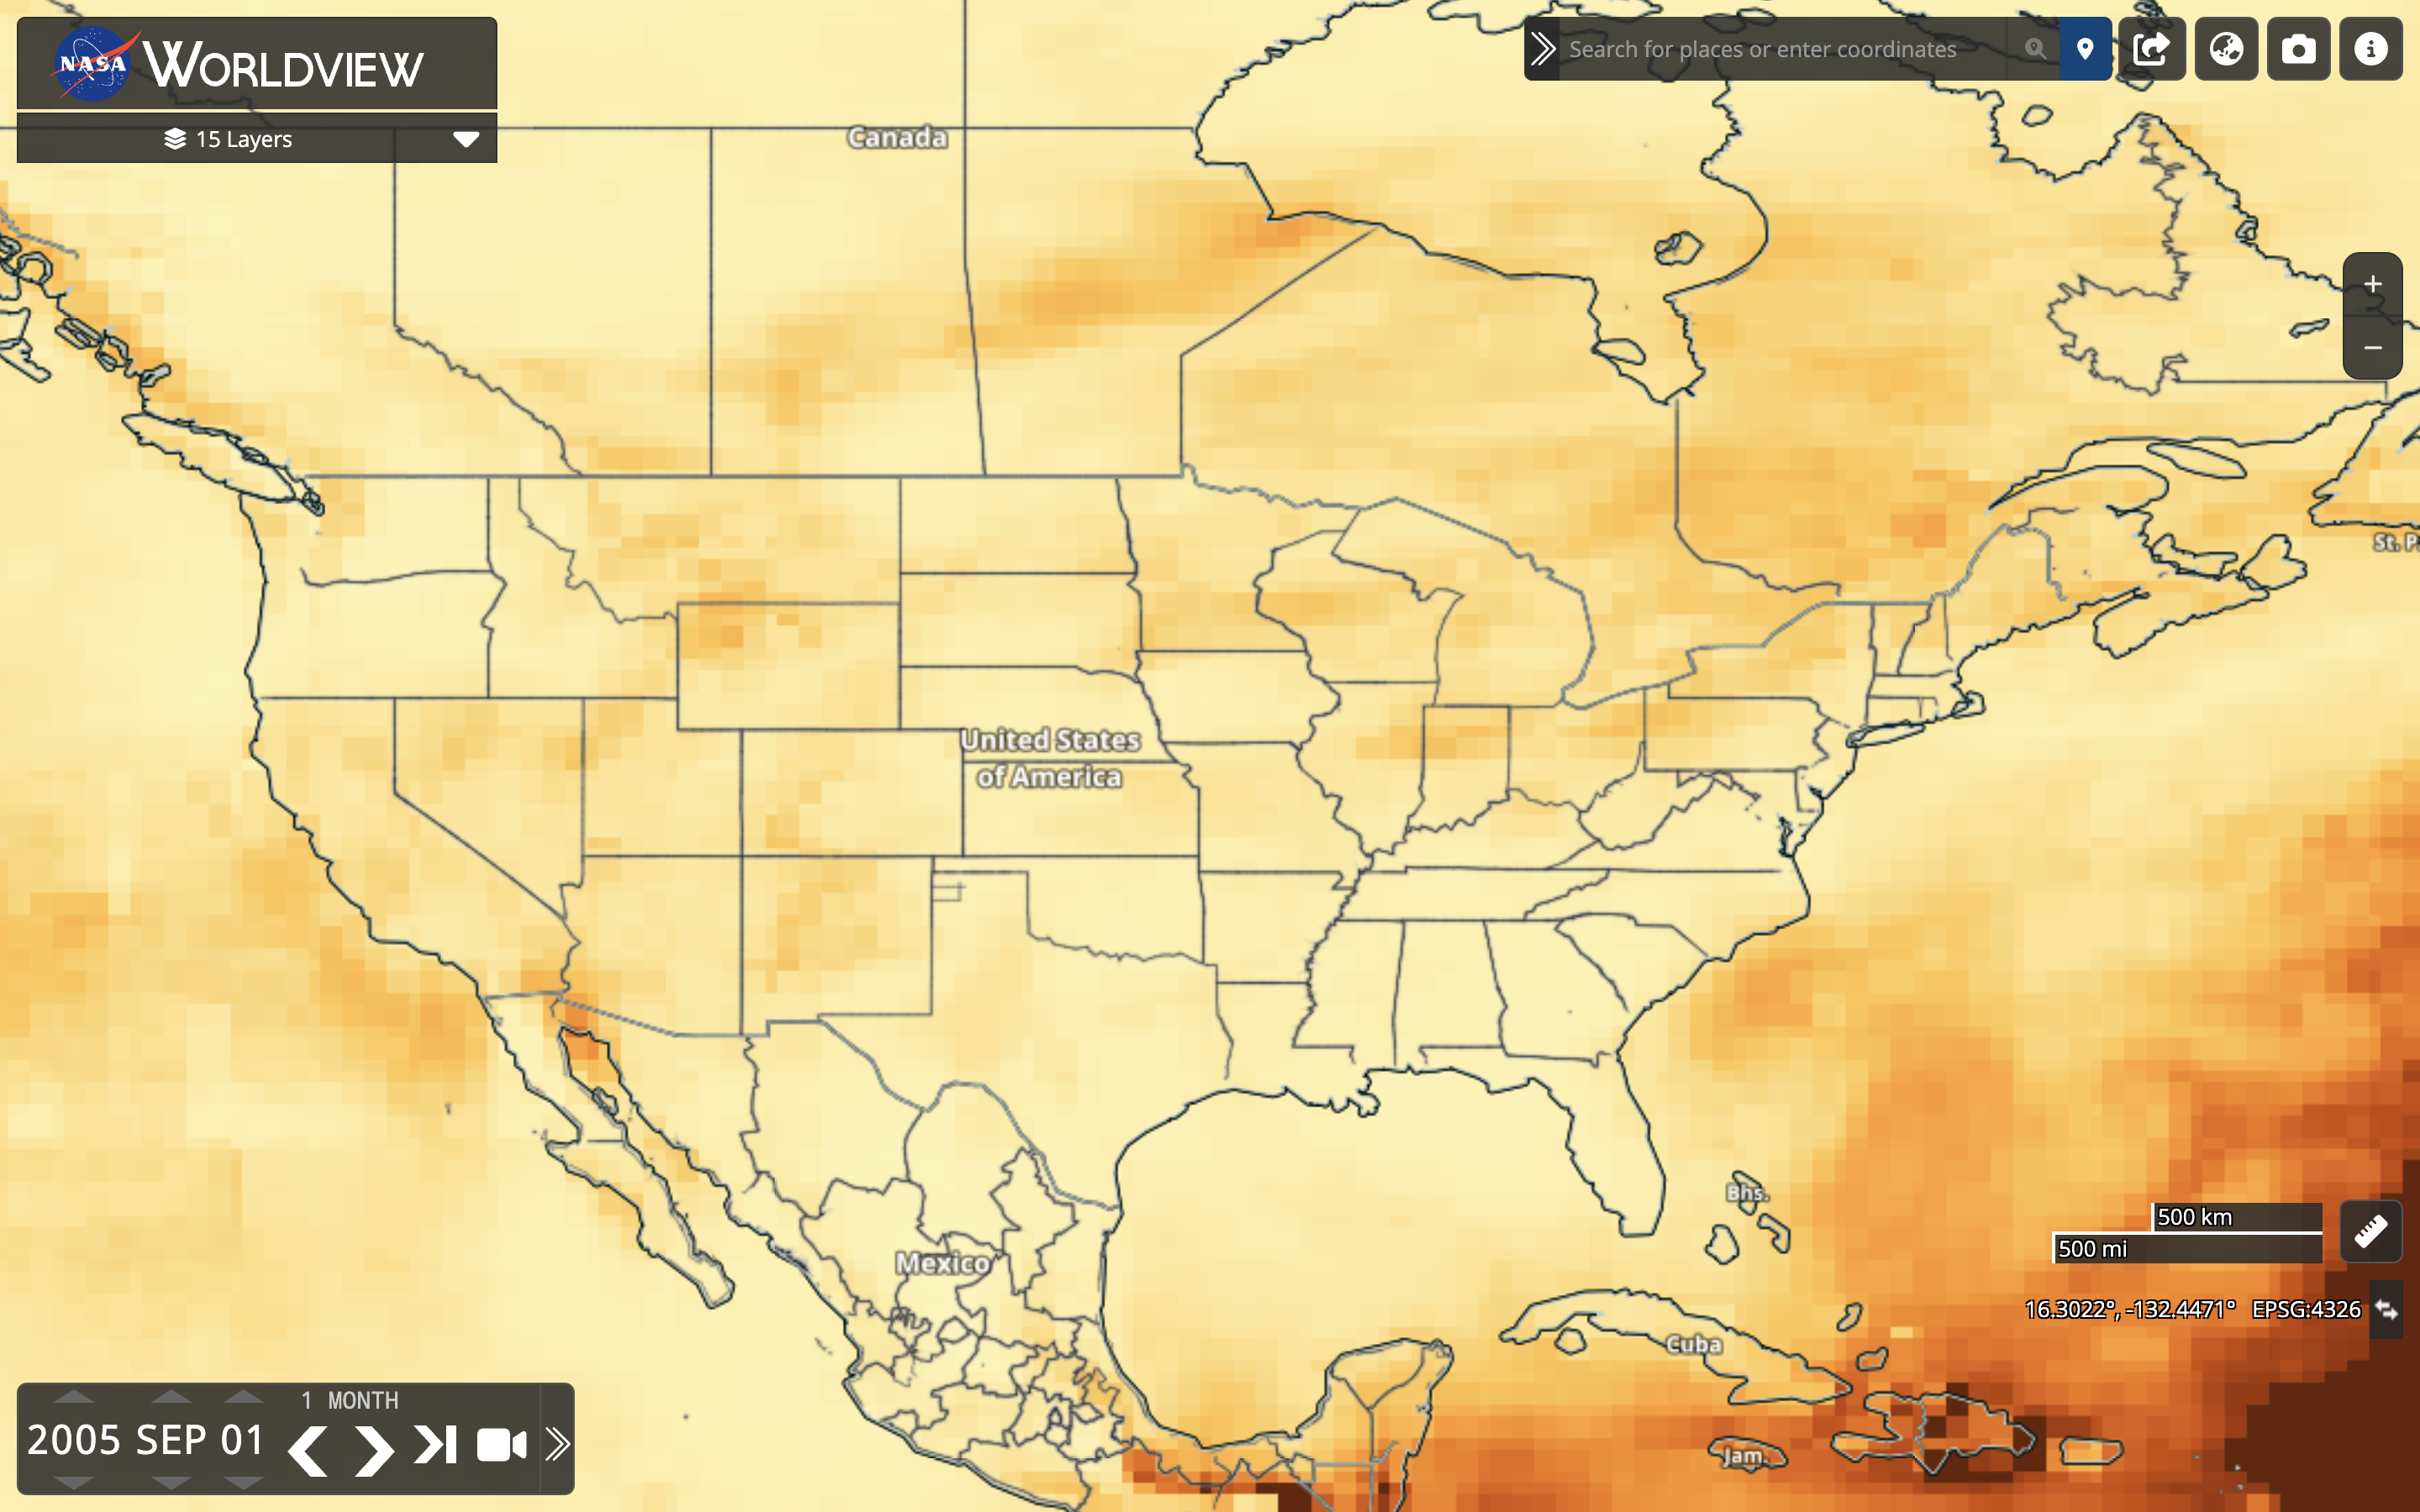 NASA WORLDVIEW
15 Layers
Search for places or enter coordinates
Canada
St. P
United States
of America
Bhs.
500 km
500 mi
Mexico
16.3022°, -132.4471° EPSG:4326
Cuba
Jam.
1 MONTH
2005 SEP 01